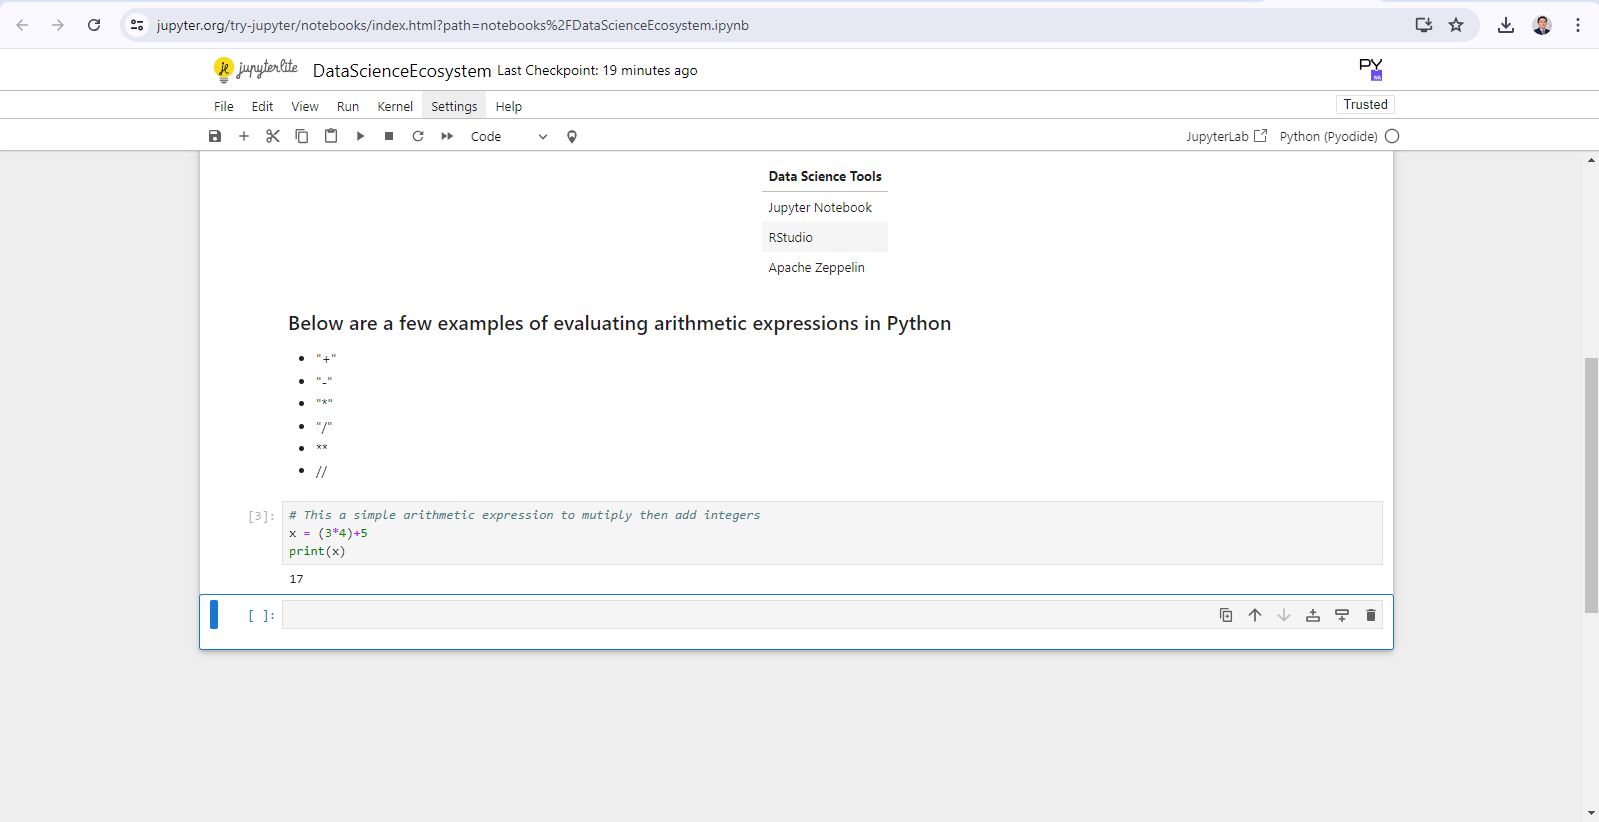 jupyter.org/try-jupyter/notebooks/index.html?path=notebooks%2FDataScienceEcosystem.ipynb
jupyterlite DataScienceEcosystem Last Checkpoint: 19 minutes ago
File Edit View Run Kernel Settings Help Trusted
Code JupyterLab Python (Pyodide)
Data Science Tools
Jupyter Notebook
RStudio
Apache Zeppelin
Below are a few examples of evaluating arithmetic expressions in Python
• "+"
• "-"
• "*"
• "/"
• **
• //
[3]: # This a simple arithmetic expression to mutiply then add integers
x = (3*4)+5
print(x)
17
[ ]: